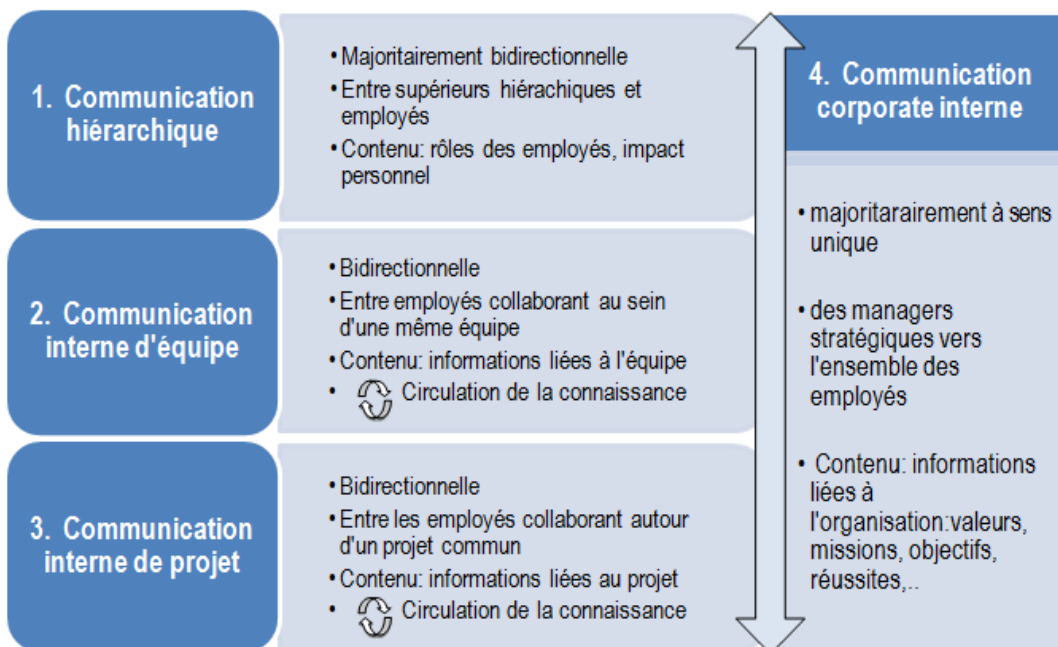 1. Communication
hiérarchique
• Majoritairement bidirectionnelle
• Entre supérieurs hiérachiques et
employés
• Contenu: rôles des employés, impact
personnel
2. Communication
interne d'équipe
• Bidirectionnelle
• Entre employés collaborant au sein
d'une même équipe
• Contenu: informations liées à l'équipe
• Circulation de la connaissance
3. Communication
interne de projet
• Bidirectionnelle
• Entre les employés collaborant autour
d'un projet commun
• Contenu: informations liées au projet
• Circulation de la connaissance
4. Communication
corporate interne
• majoritarairement à sens
unique
• des managers
stratégiques vers
l'ensemble des
employés
• Contenu: informations
liées à
l'organisation:valeurs,
missions, objectifs,
réussites,..